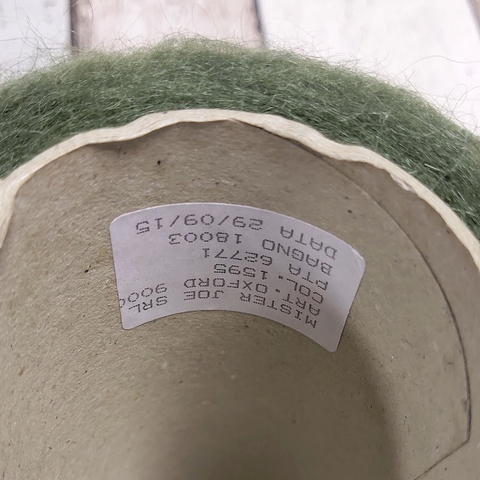 MISTER JOE SRL
ART. OXFORD 9000
COL. 1595
PTA 62771
BAGNO 18003
DATA 29/09/15